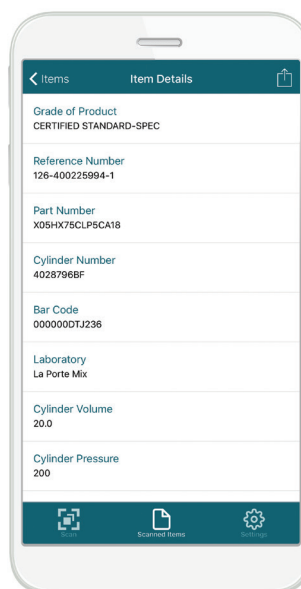 Items
Item Details
Grade of Product
CERTIFIED STANDARD-SPEC
Reference Number
126-400225994-1
Part Number
X05HX75CLP5CA18
Cylinder Number
4028796BF
Bar Code
000000DTJ236
Laboratory
La Porte Mix
Cylinder Volume
20.0
Cylinder Pressure
200
Scan
Scanned Items
Settings